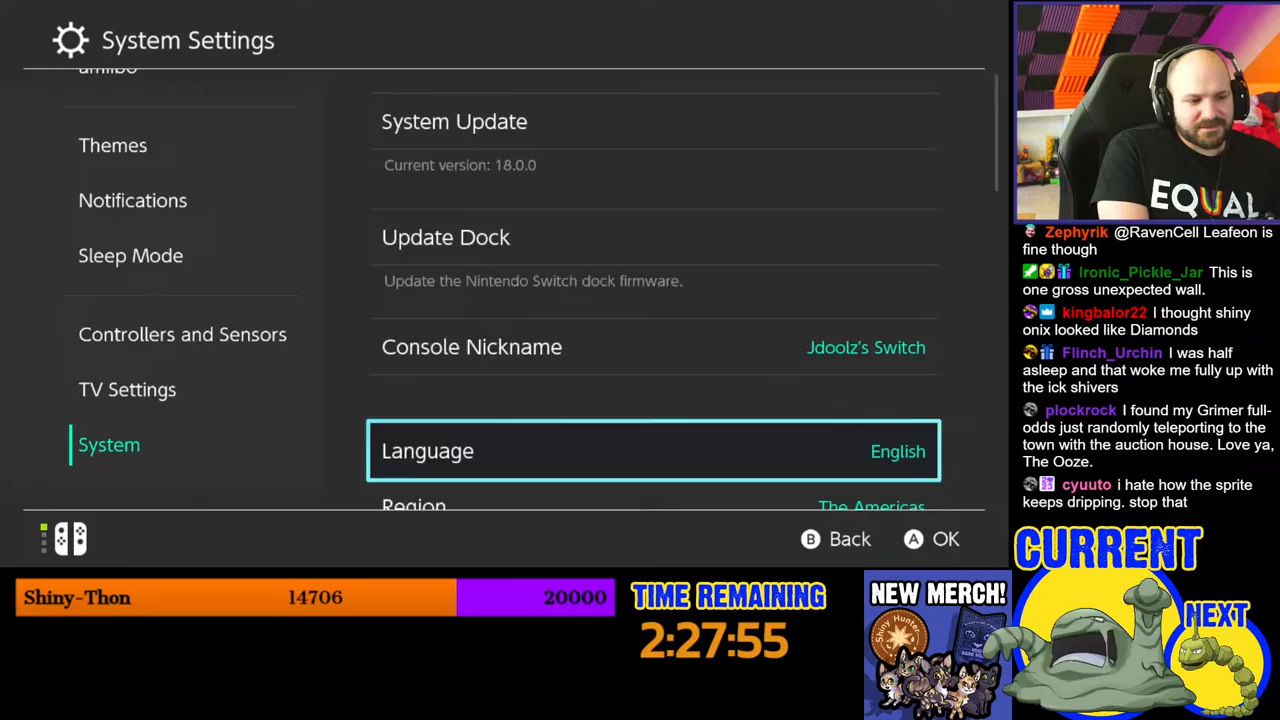 System Settings
amiibo
Themes
Notifications
Sleep Mode
Controllers and Sensors
TV Settings
System
System Update
Current version: 18.0.0
Update Dock
Update the Nintendo Switch dock firmware.
Console Nickname
Jdoolz's Switch
Language
English
Region
The Americas
B Back
A OK
EQUAL
Zephyrik @RavenCell Leafeon is
fine though
Ironic_Pickle_Jar This is
one gross unexpected wall.
kingbalor22 I thought shiny
onix looked like Diamonds
Flinch_Urchin I was half
asleep and that woke me fully up with
the ick shivers
plockrock I found my Grimer full-
odds just randomly teleporting to the
town with the auction house. Love ya,
The Ooze.
cyuuto i hate how the sprite
keeps dripping. stop that
Shiny-Thon 14706 20000
TIME REMAINING
2:27:55
NEW MERCH!
Shiny Hunter
CURRENT
NEXT